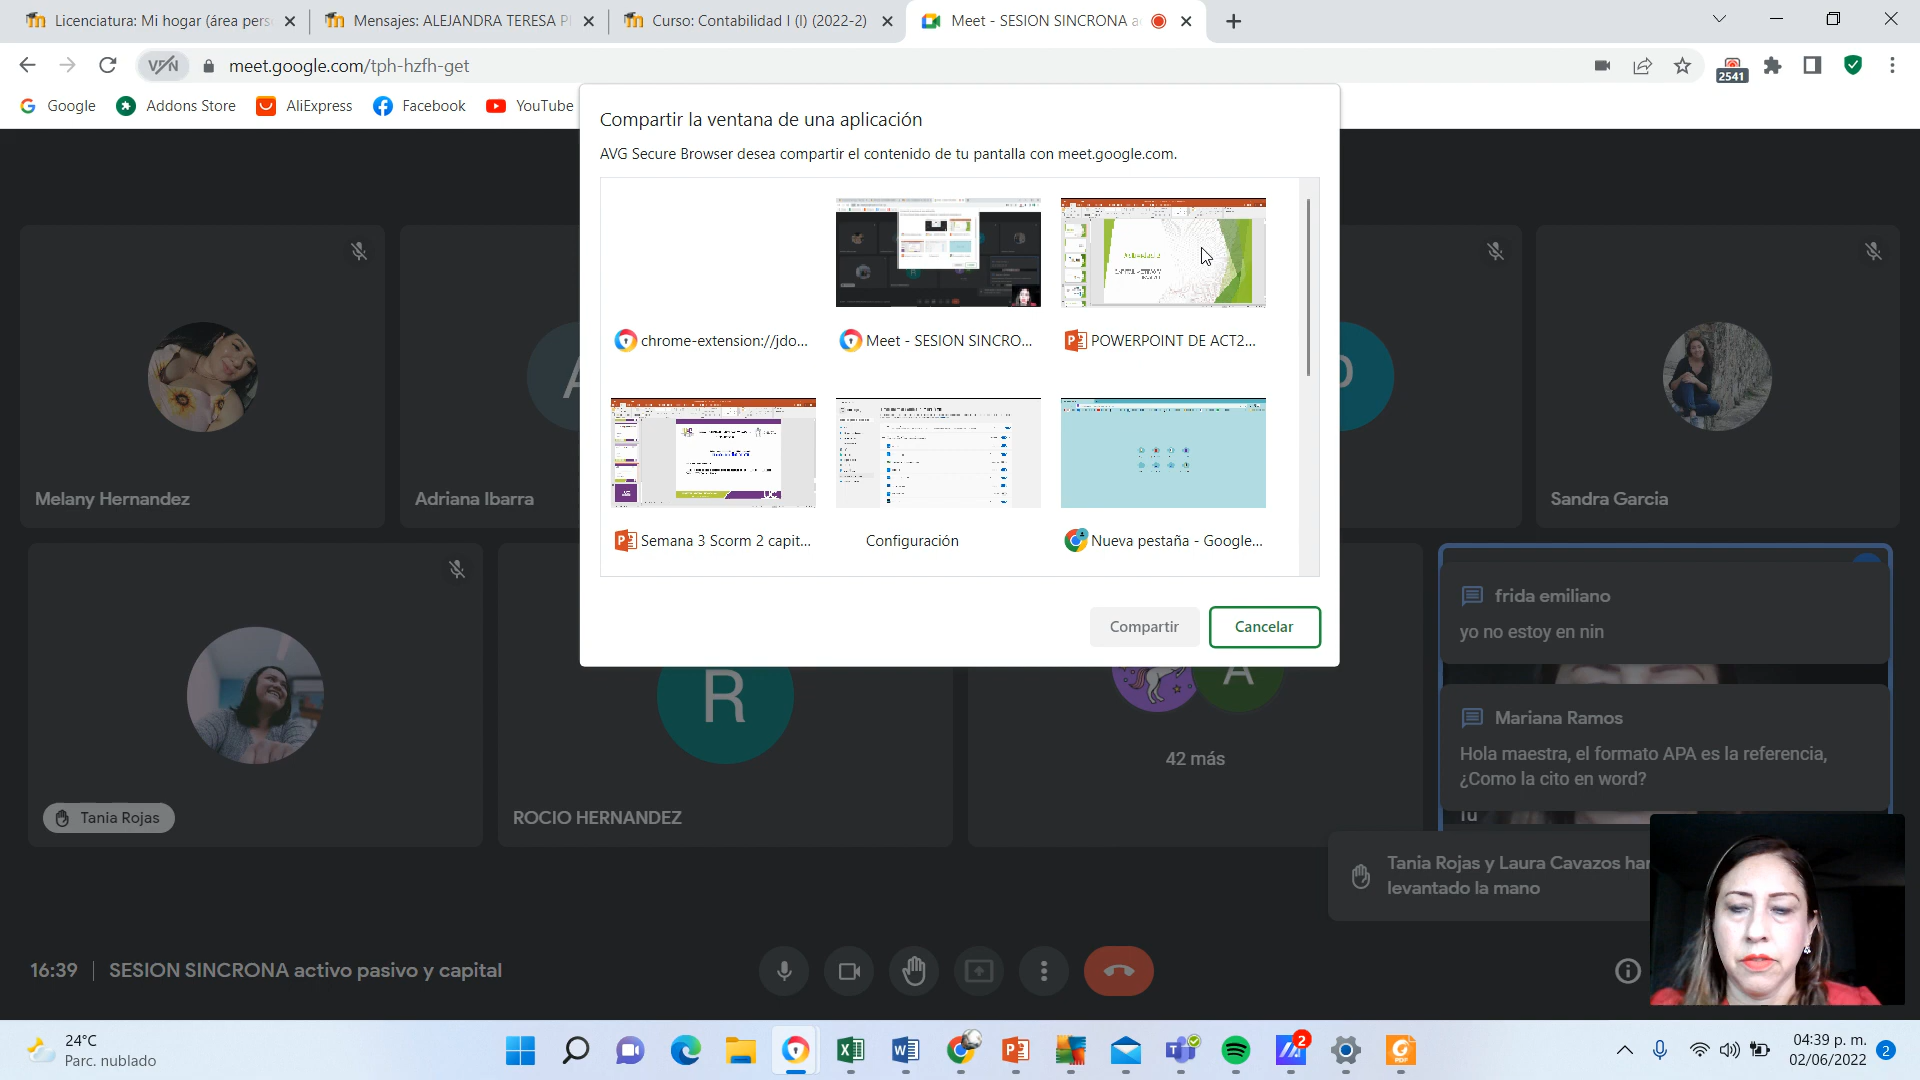 Licenciatura: Mi hogar (área pers
Mensajes: ALEJANDRA TERESA P
Curso: Contabilidad I (I) (2022-2)
Meet - SESION SINCRONA a
VPN
meet.google.com/tph-hzfh-get
2541
Google
Addons Store
AliExpress
Facebook
YouTube
Compartir la ventana de una aplicación
AVG Secure Browser desea compartir el contenido de tu pantalla con meet.google.com.
chrome-extension://jdo...
Meet - SESION SINCRO...
POWERPOINT DE ACT2...
Semana 3 Scorm 2 capit...
Configuración
Nueva pestaña - Google...
Compartir
Cancelar
Melany Hernandez
Adriana Ibarra
Sandra Garcia
Tania Rojas
R
ROCIO HERNANDEZ
A
42 más
frida emiliano
yo no estoy en nin
Mariana Ramos
Hola maestra, el formato APA es la referencia,
¿Como la cito en word?
Tú
Tania Rojas y Laura Cavazos han
levantado la mano
16:39
SESION SINCRONA activo pasivo y capital
24°C
Parc. nublado
2
04:39 p. m.
02/06/2022
2